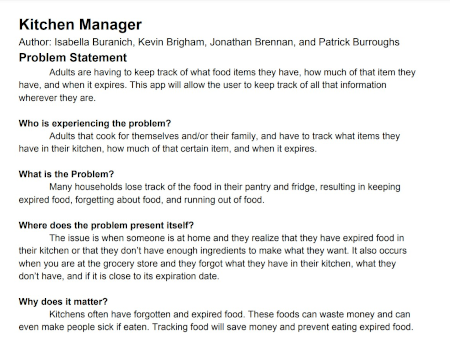 Kitchen Manager
Author: Isabella Buranich, Kevin Brigham, Jonathan Brennan, and Patrick Burroughs
Problem Statement
Adults are having to keep track of what food items they have, how much of that item they
have, and when it expires. This app will allow the user to keep track of all that information
wherever they are.
Who is experiencing the problem?
Adults that cook for themselves and/or their family, and have to track what items they
have in their kitchen, how much of that certain item, and when it expires.
What is the Problem?
Many households lose track of the food in their pantry and fridge, resulting in keeping
expired food, forgetting about food, and running out of food.
Where does the problem present itself?
The issue is when someone is at home and they realize that they have expired food in
their kitchen or that they don't have enough ingredients to make what they want. It also occurs
when you are at the grocery store and they forgot what they have in their kitchen, what they
don't have, and if it is close to its expiration date.
Why does it matter?
Kitchens often have forgotten and expired food. These foods can waste money and can
even make people sick if eaten. Tracking food will save money and prevent eating expired food.